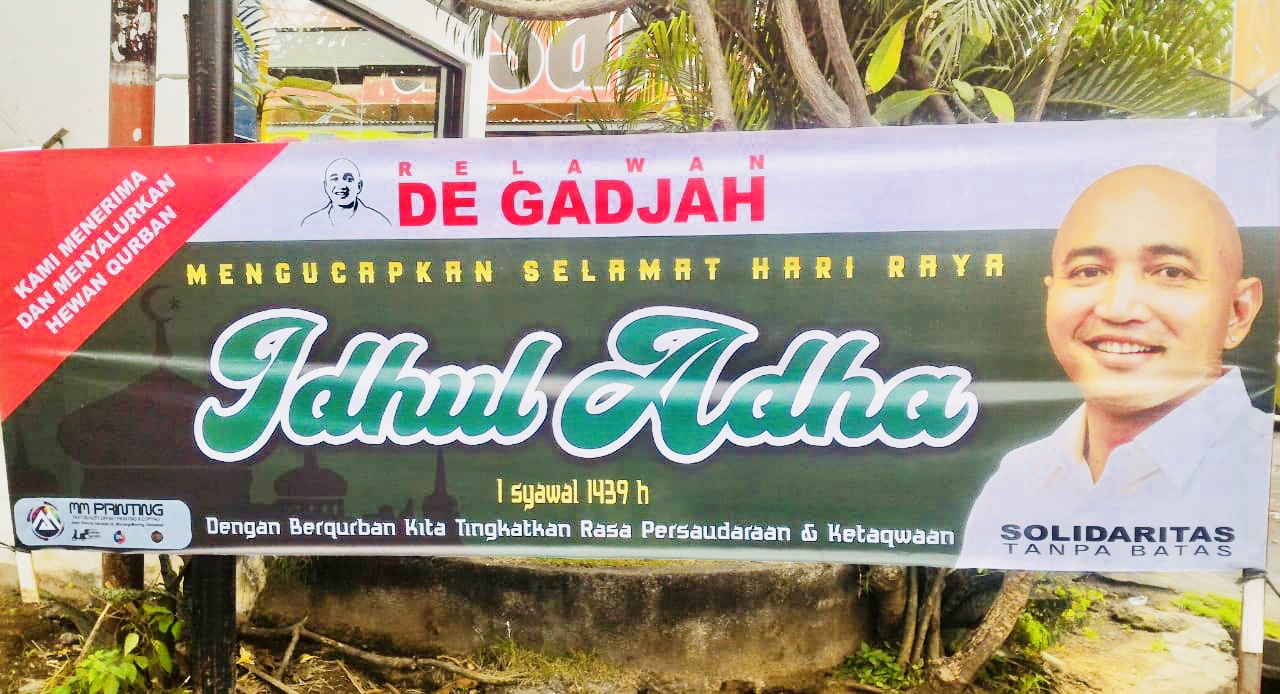 KAMI MENERIMA
DAN MENYALURKAN
HEWAN QURBAN
RELAWAN
DE GADJAH
MENGUCAPKAN SELAMAT HARI RAYA
Idhul Adha
1 syawal 1439 h
Dengan Berqurban Kita Tingkatkan Rasa Persaudaraan & Ketaqwaan
MM PRINTING
SOLIDARITAS
TANPA BATAS